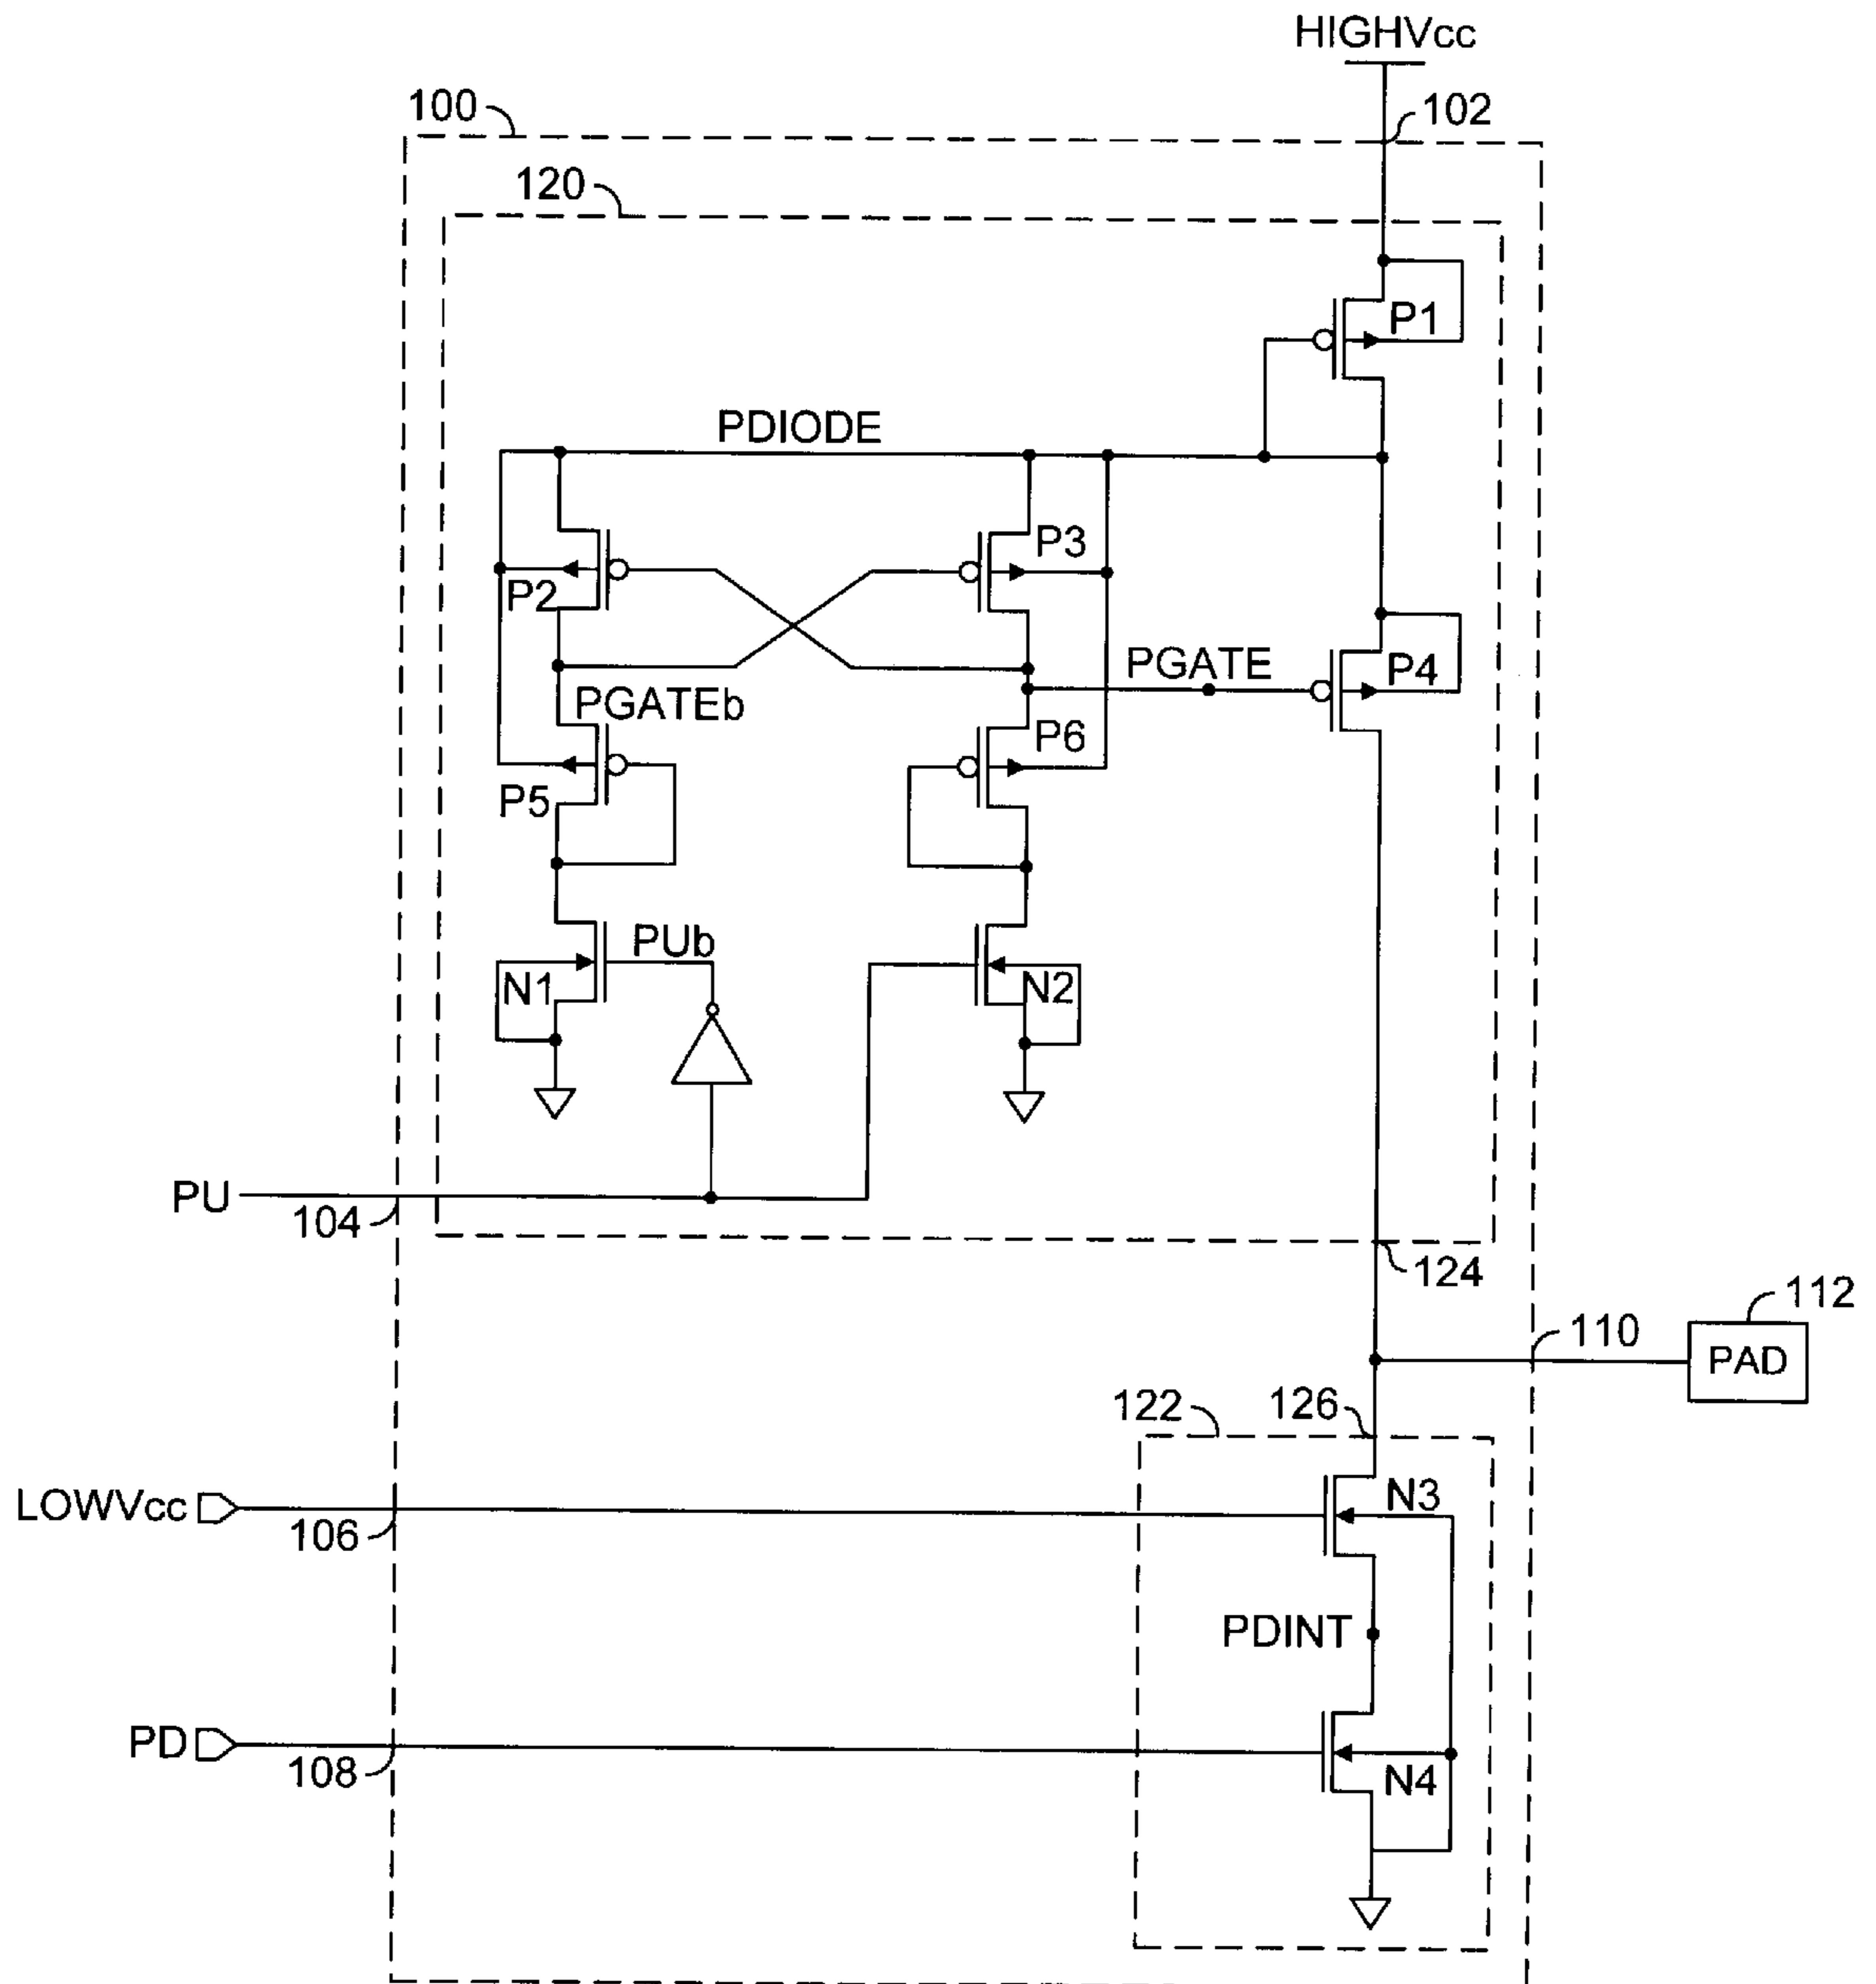 HIGHVcc
100
102
120
P1
PDIODE
P3
P2
PGATE
P4
PGATEb
P6
P5
PUb
N1
N2
PU
104
124
112
110
PAD
122
126
N3
LOWVcc
106
PDINT
PD
108
N4